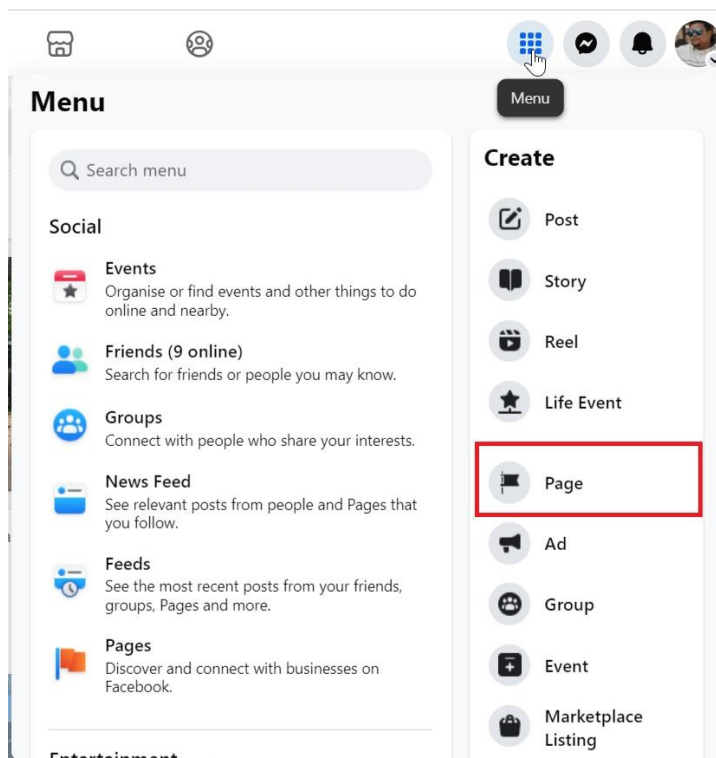 Menu
Menu
Search menu
Social
Events
Organise or find events and other things to do
online and nearby.
Friends (9 online)
Search for friends or people you may know.
Groups
Connect with people who share your interests.
News Feed
See relevant posts from people and Pages that
you follow.
Feeds
See the most recent posts from your friends,
groups, Pages and more.
Pages
Discover and connect with businesses on
Facebook.
Entertainment
Create
Post
Story
Reel
Life Event
Page
Ad
Group
Event
Marketplace
Listing